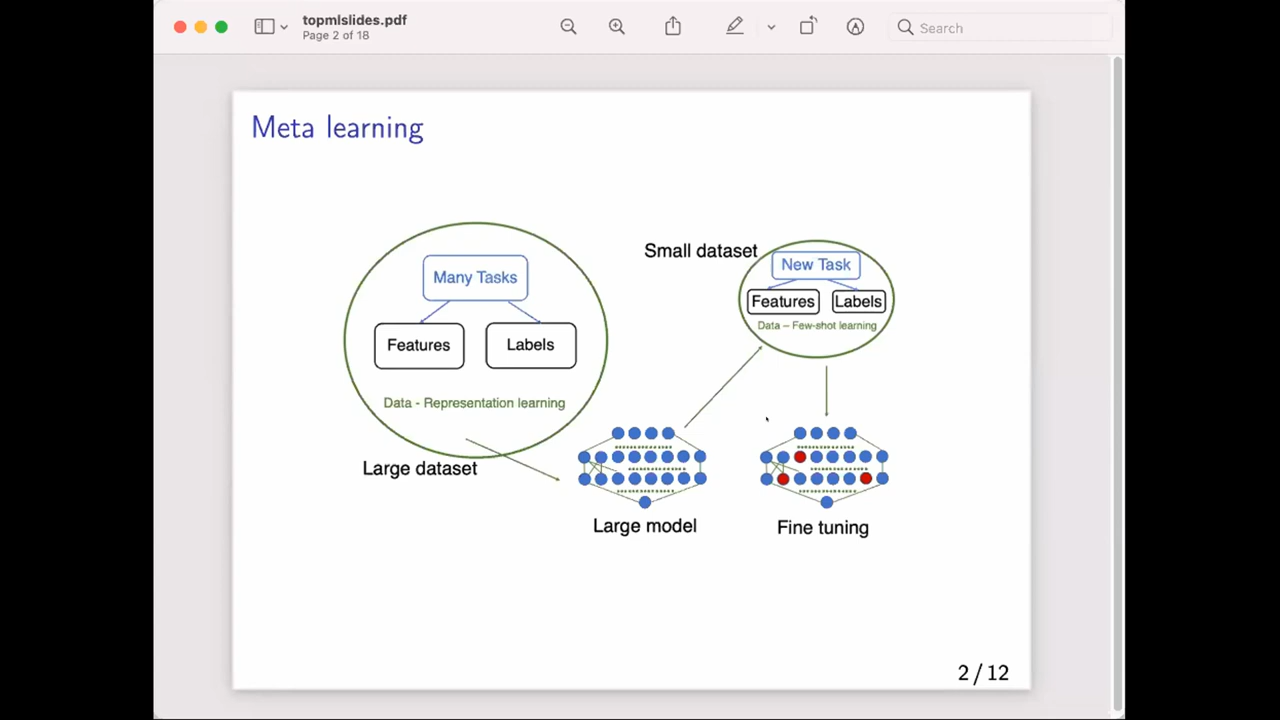 topmlslides.pdf
Page 2 of 18
Search
Meta learning
Many Tasks
Features
Labels
Data - Representation learning
Large dataset
Small dataset
New Task
Features
Labels
Data – Few-shot learning
Large model
Fine tuning
2 / 12